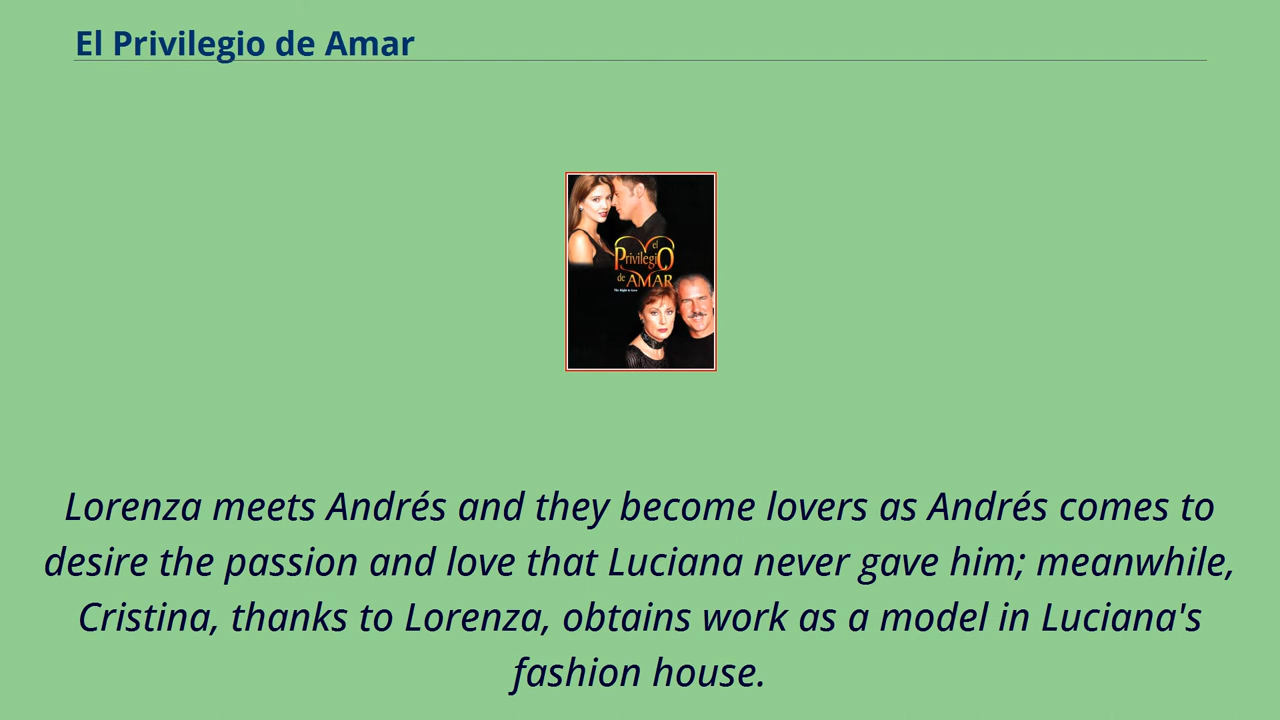 El Privilegio de Amar
el
Privilegio
de AMAR
Lorenza meets Andrés and they become lovers as Andrés comes to
desire the passion and love that Luciana never gave him; meanwhile,
Cristina, thanks to Lorenza, obtains work as a model in Luciana's
fashion house.